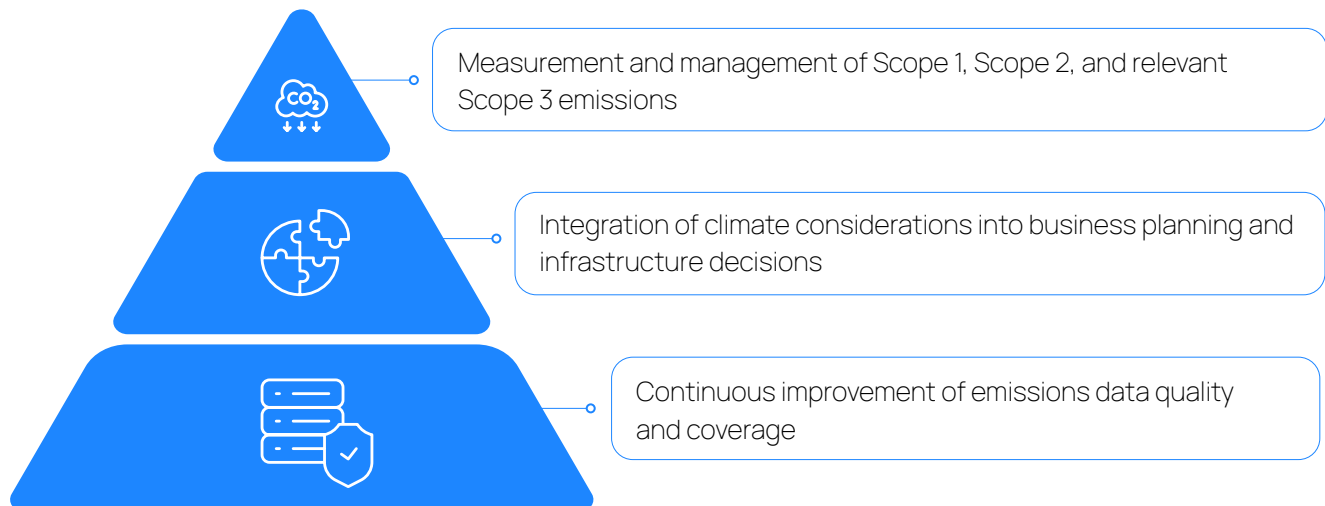 CO2
Measurement and management of Scope 1, Scope 2, and relevant
Scope 3 emissions
Integration of climate considerations into business planning and
infrastructure decisions
Continuous improvement of emissions data quality
and coverage